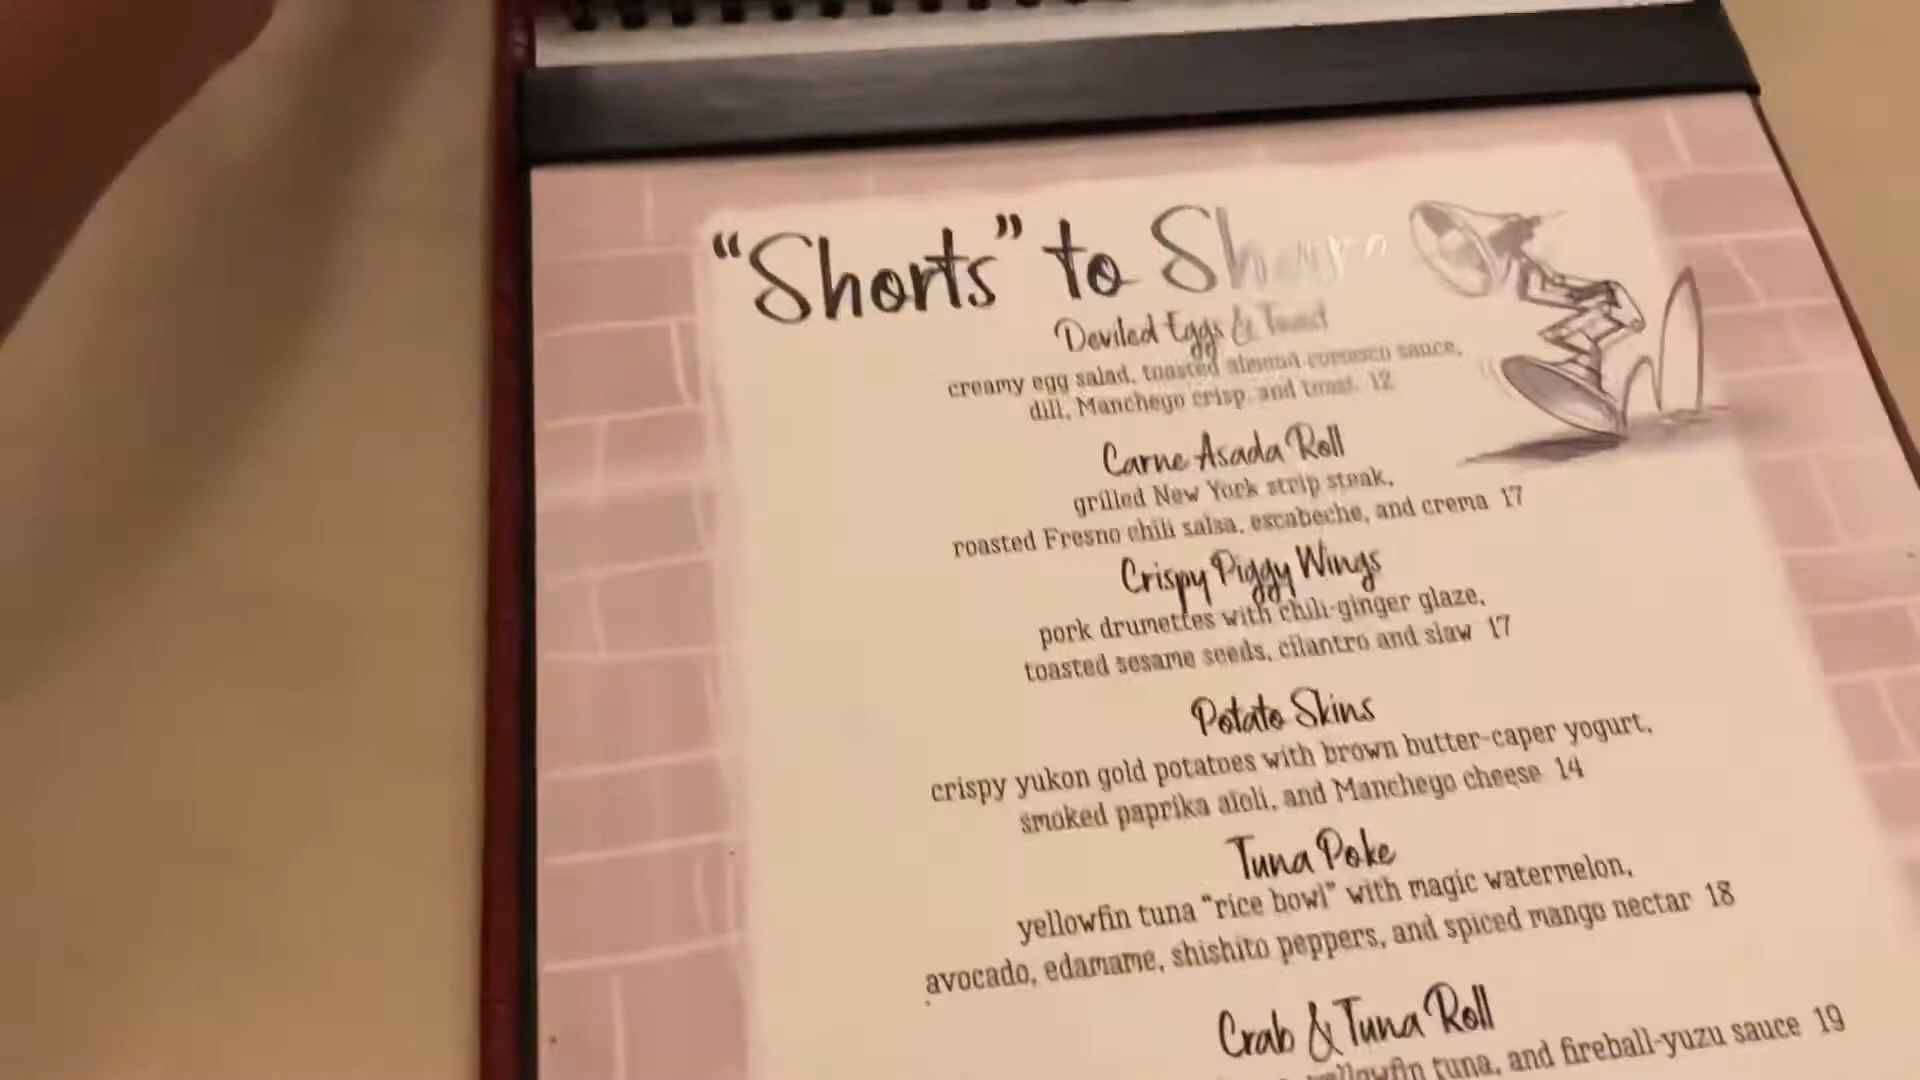 "Shorts" to Share
Deviled Eggs & Toast
creamy egg salad, toasted almond romesco sauce,
dill, Manchego crisp, and toast 12
Carne Asada Roll
grilled New York strip steak,
roasted Fresno chili salsa, escabeche, and crema 17
Crispy Piggy Wings
pork drumettes with chili-ginger glaze,
toasted sesame seeds, cilantro and slaw 17
Potato Skins
crispy yukon gold potatoes with brown butter-caper yogurt,
smoked paprika aioli, and Manchego cheese 14
Tuna Poke
yellowfin tuna "rice bowl" with magic watermelon,
avocado, edamame, shishito peppers, and spiced mango nectar 18
Crab & Tuna Roll
yellowfin tuna, and fireball-yuzu sauce 19